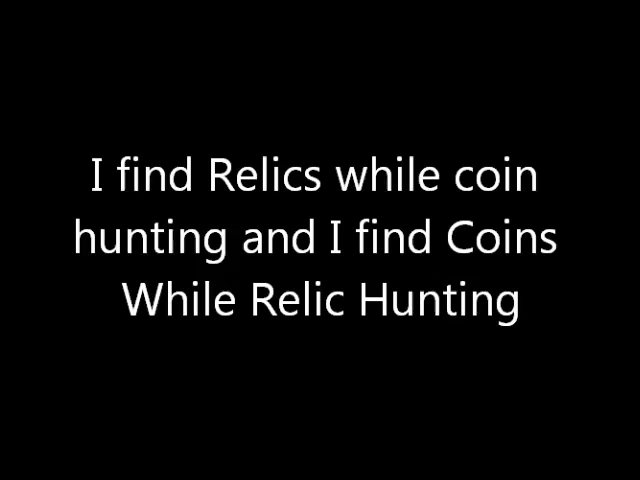 I find Relics while coin
hunting and I find Coins
While Relic Hunting